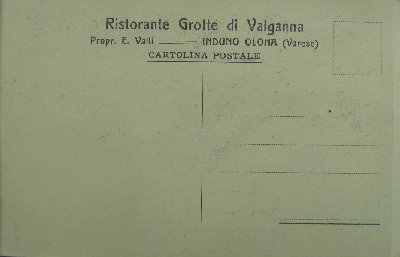 Ristorante Grotte di Valganna
Propr. E. Valli ——— INDUNO OLONA (Varese)
CARTOLINA POSTALE